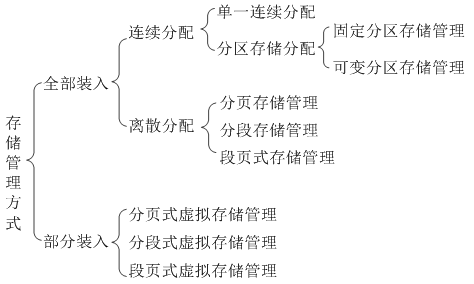 存储管理方式
全部装入
连续分配
单一连续分配
分区存储分配
固定分区存储管理
可变分区存储管理
离散分配
分页存储管理
分段存储管理
段页式存储管理
部分装入
分页式虚拟存储管理
分段式虚拟存储管理
段页式虚拟存储管理